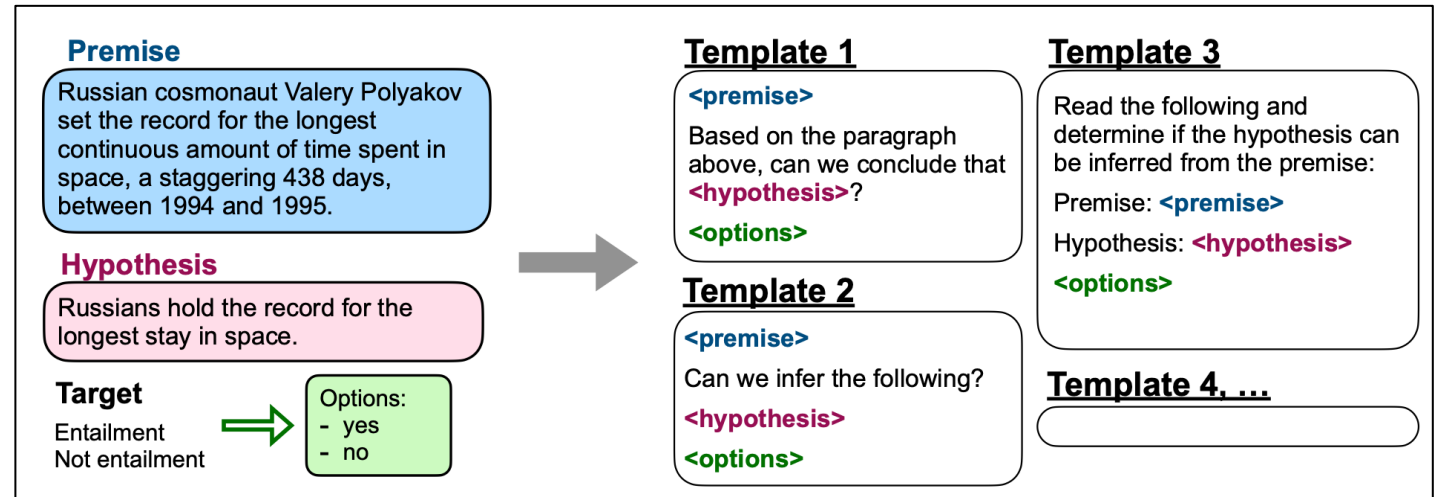 Premise
Russian cosmonaut Valery Polyakov
set the record for the longest
continuous amount of time spent in
space, a staggering 438 days,
between 1994 and 1995.
Hypothesis
Russians hold the record for the
longest stay in space.
Target
Entailment
Not entailment
Options:
- yes
- no
Template 1
<premise>
Based on the paragraph
above, can we conclude that
<hypothesis>?
<options>
Template 2
<premise>
Can we infer the following?
<hypothesis>
<options>
Template 3
Read the following and
determine if the hypothesis can
be inferred from the premise:
Premise: <premise>
Hypothesis: <hypothesis>
<options>
Template 4, ...